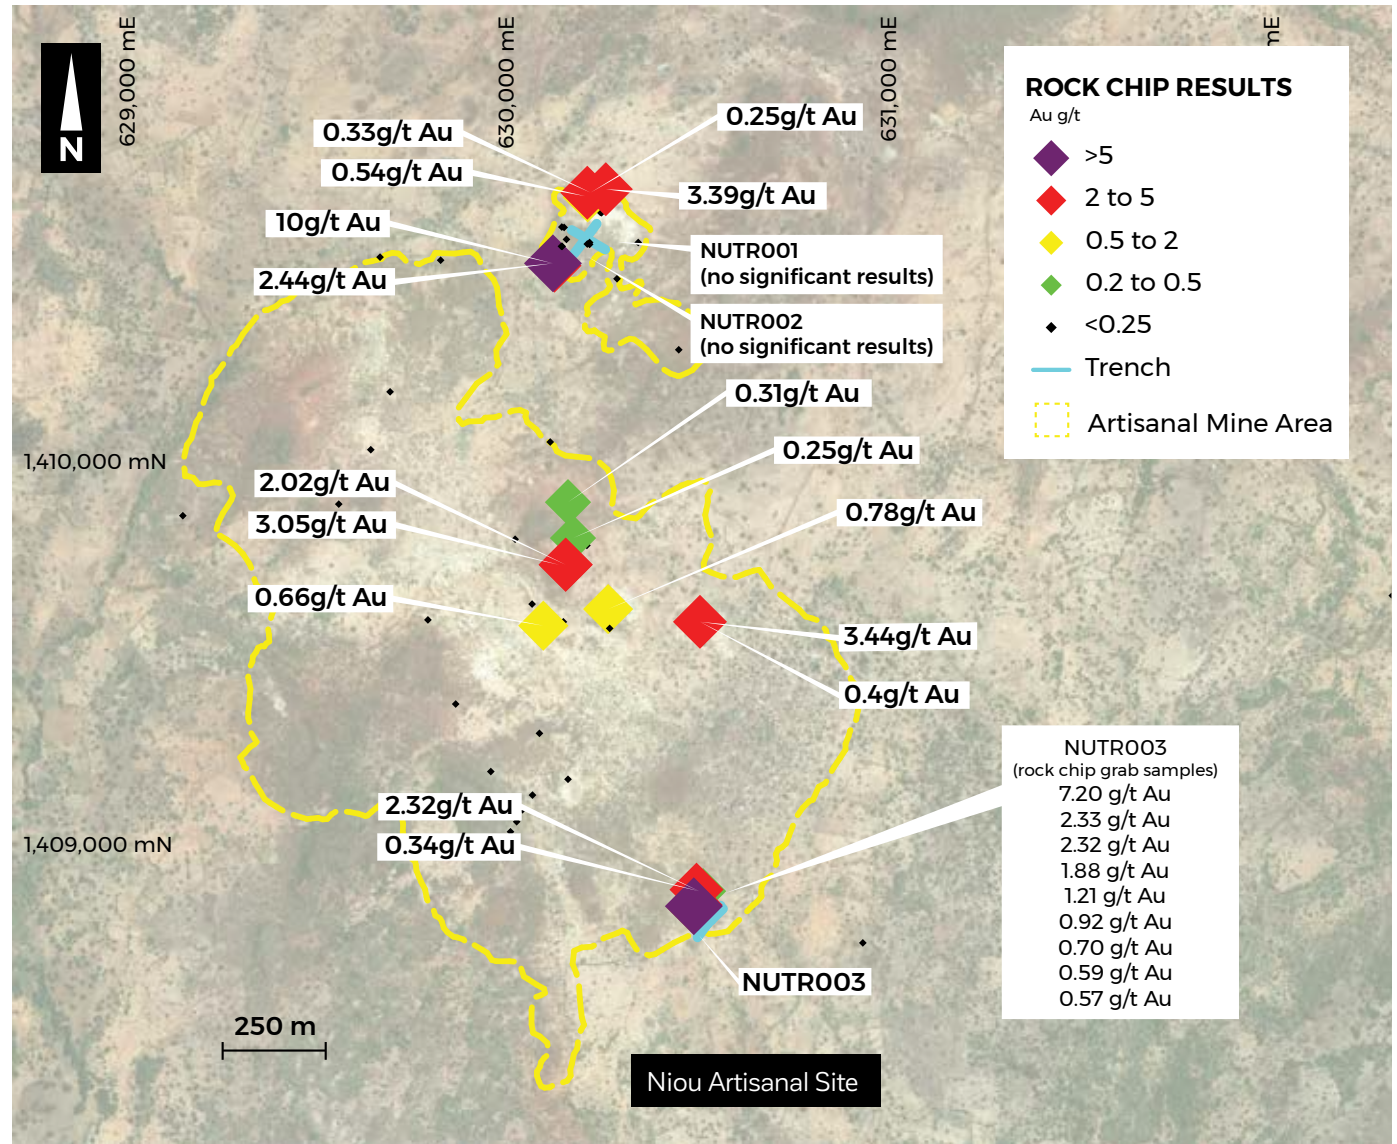 629,000 mE
630,000 mE
631,000 mE
mE
N
ROCK CHIP RESULTS
Au g/t
>5
2 to 5
0.5 to 2
0.2 to 0.5
<0.25
Trench
Artisanal Mine Area
0.33g/t Au
0.25g/t Au
0.54g/t Au
3.39g/t Au
10g/t Au
2.44g/t Au
NUTR001
(no significant results)
NUTR002
(no significant results)
0.31g/t Au
0.25g/t Au
1,410,000 mN
2.02g/t Au
3.05g/t Au
0.78g/t Au
0.66g/t Au
3.44g/t Au
0.4g/t Au
2.32g/t Au
0.34g/t Au
1,409,000 mN
NUTR003
(rock chip grab samples)
7.20 g/t Au
2.33 g/t Au
2.32 g/t Au
1.88 g/t Au
1.21 g/t Au
0.92 g/t Au
0.70 g/t Au
0.59 g/t Au
0.57 g/t Au
NUTR003
250 m
Niou Artisanal Site